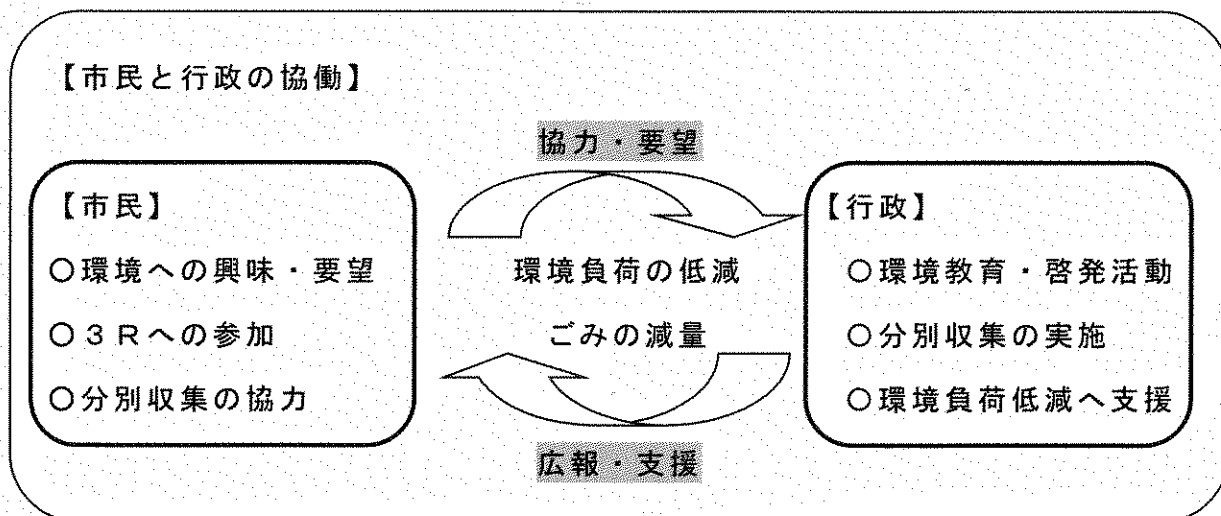 【市民と行政の協働】
協力・要望
【市民】
○環境への興味・要望
○３Ｒへの参加
○分別収集の協力
環境負荷の低減
ごみの減量
【行政】
○環境教育・啓発活動
○分別収集の実施
○環境負荷低減へ支援
広報・支援